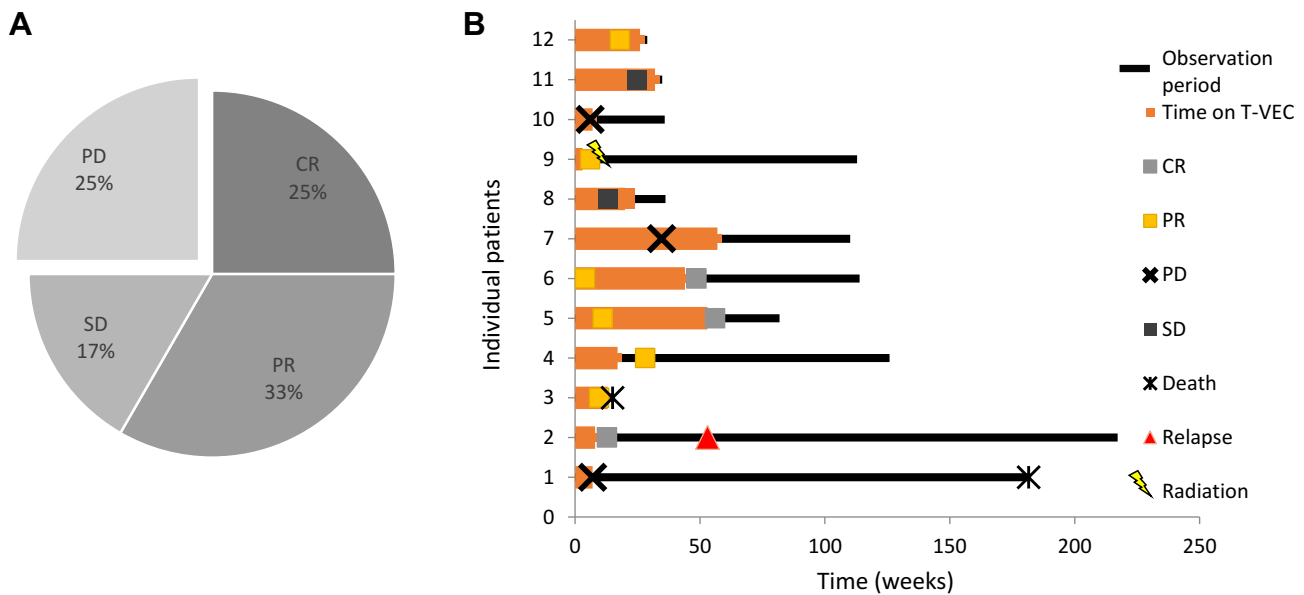 A
PD
25%
CR
25%
SD
17%
PR
33%
B
Individual patients
12
11
10
9
8
7
6
5
4
3
2
1
0
0
50
100
150
200
250
Time (weeks)
Observation
period
Time on T-VEC
CR
PR
PD
SD
Death
Relapse
Radiation